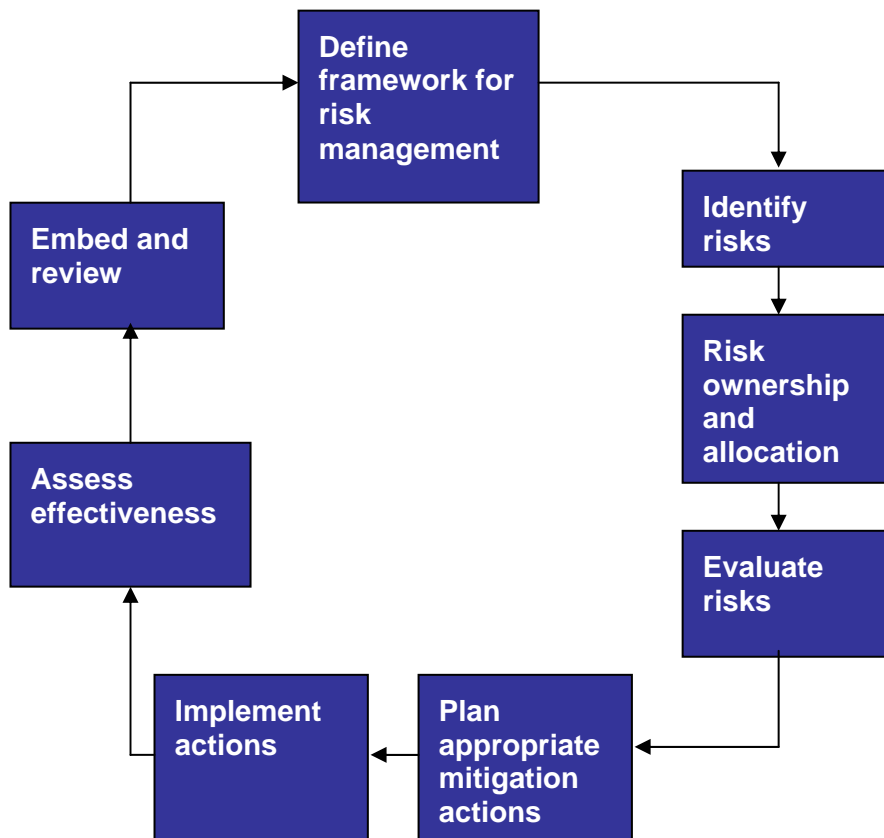 Define
framework for
risk
management
Identify
risks
Risk
ownership
and
allocation
Evaluate
risks
Plan
appropriate
mitigation
actions
Implement
actions
Assess
effectiveness
Embed and
review